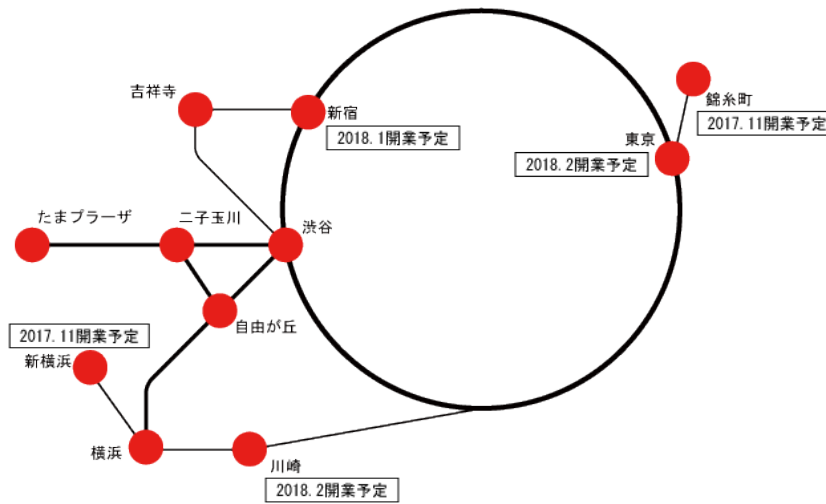 吉祥寺
新宿
2018.1開業予定
錦糸町
2017.11開業予定
東京
2018.2開業予定
たまプラーザ
二子玉川
渋谷
自由が丘
2017.11開業予定
新横浜
横浜
川崎
2018.2開業予定